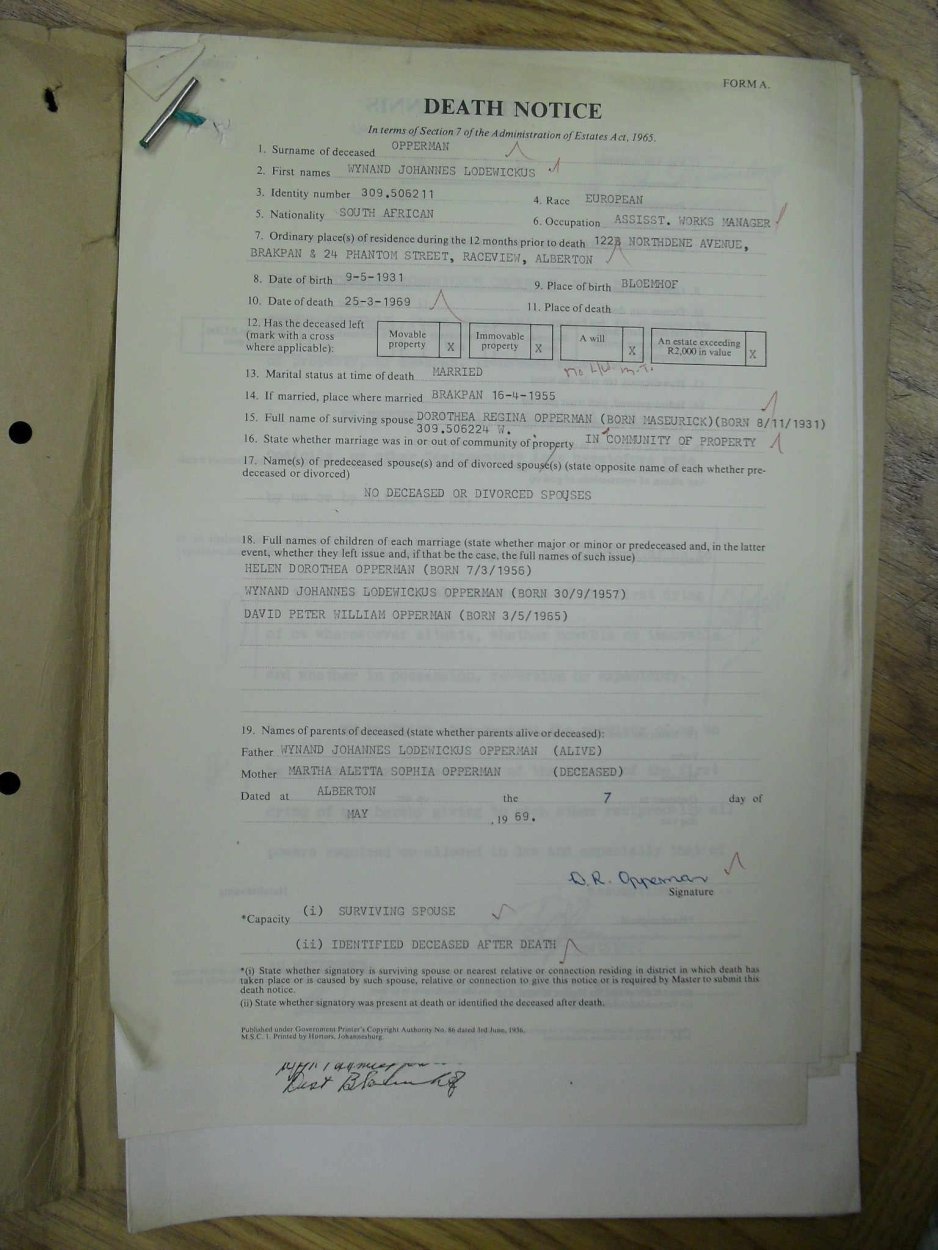 FORM A.
DEATH NOTICE
In terms of Section 7 of the Administration of Estates Act, 1965.
1. Surname of deceased OPPERMAN
2. First names WYNAND JOHANNES LODEWICKUS
3. Identity number 309.506211 4. Race EUROPEAN
5. Nationality SOUTH AFRICAN 6. Occupation ASSISST. WORKS MANAGER
7. Ordinary place(s) of residence during the 12 months prior to death 122B NORTHDENE AVENUE,
BRAKPAN & 24 PHANTOM STREET, RACEVIEW, ALBERTON
8. Date of birth 9-5-1931 9. Place of birth BLOEMHOF
10. Date of death 25-3-1969 11. Place of death
12. Has the deceased left
(mark with a cross
where applicable):
Movable
property X
Immovable
property X
A will
X
An estate exceeding
R2,000 in value X
13. Marital status at time of death MARRIED
14. If married, place where married BRAKPAN 16-4-1955
15. Full name of surviving spouse DOROTHEA REGINA OPPERMAN (BORN MASEURICK)(BORN 8/11/1931)
309.506224 W.
16. State whether marriage was in or out of community of property IN COMMUNITY OF PROPERTY
17. Name(s) of predeceased spouse(s) and of divorced spouse(s) (state opposite name of each whether pre-
deceased or divorced)
NO DECEASED OR DIVORCED SPOUSES
18. Full names of children of each marriage (state whether major or minor or predeceased and, in the latter
event, whether they left issue and, if that be the case, the full names of such issue)
HELEN DOROTHEA OPPERMAN (BORN 7/3/1956)
WYNAND JOHANNES LODEWICKUS OPPERMAN (BORN 30/9/1957)
DAVID PETER WILLIAM OPPERMAN (BORN 3/5/1965)
19. Names of parents of deceased (state whether parents alive or deceased):
Father WYNAND JOHANNES LODEWICKUS OPPERMAN (ALIVE)
Mother MARTHA ALETTA SOPHIA OPPERMAN (DECEASED)
Dated at ALBERTON the 7 day of
MAY , 19 69.
D.R. Opperman
Signature
*Capacity (i) SURVIVING SPOUSE
(ii) IDENTIFIED DECEASED AFTER DEATH
*(i) State whether signatory is surviving spouse or nearest relative or connection residing in district in which death has
taken place or is caused by such spouse, relative or connection to give this notice or is required by Master to submit this
death notice.
(ii) State whether signatory was present at death or identified the deceased after death.
Published under Government Printer's Copyright Authority No. 86 dated 3rd June, 1936.
M.S.C. 1. Printed by Hortors, Johannesburg.
Dist Bloemhof